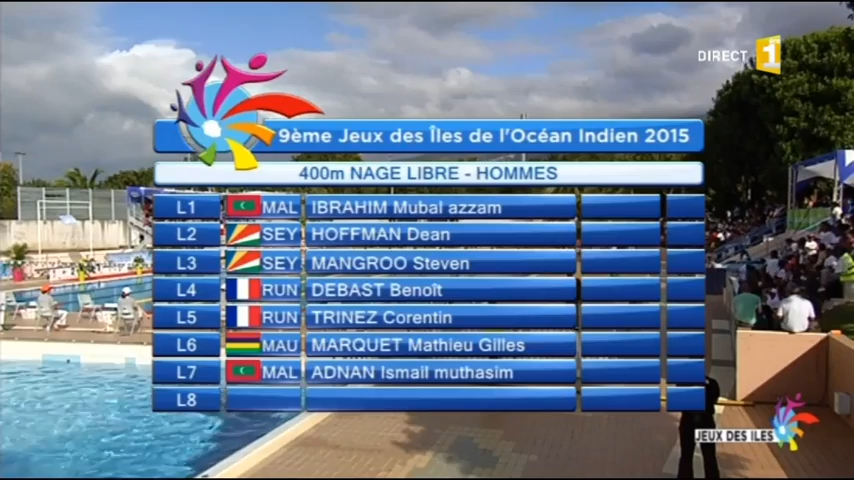 DIRECT 1
9ème Jeux des Îles de l'Océan Indien 2015
400m NAGE LIBRE - HOMMES
L1 MAL IBRAHIM Mubal azzam
L2 SEY HOFFMAN Dean
L3 SEY MANGROO Steven
L4 RUN DEBAST Benoît
L5 RUN TRINEZ Corentin
L6 MAU MARQUET Mathieu Gilles
L7 MAL ADNAN Ismail muthasim
L8
JEUX DES ILES